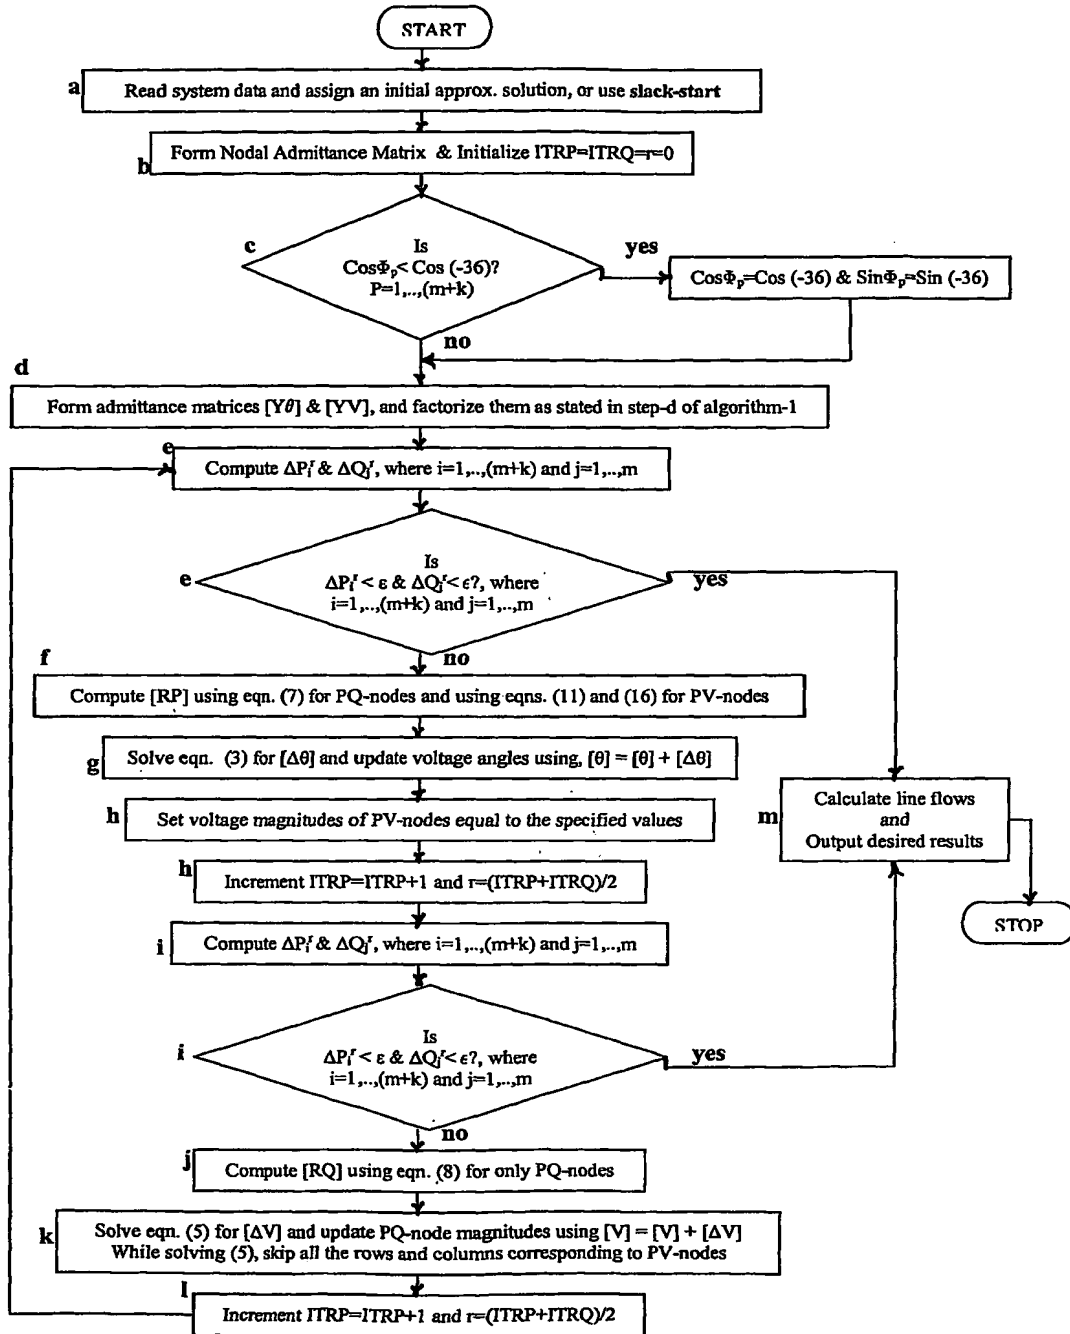 START
a
Read system data and assign an initial approx. solution, or use slack-start
b
Form Nodal Admittance Matrix & Initialize ITRP=ITRQ=r=0
c
Is
CosΦp< Cos (-36)?
P=1,..,(m+k)
yes
CosΦp=Cos (-36) & SinΦp=Sin (-36)
no
d
Form admittance matrices [Yθ] & [YV], and factorize them as stated in step-d of algorithm-1
e
Compute ΔPiʳ & ΔQjʳ, where i=1,..,(m+k) and j=1,..,m
e
Is
ΔPiʳ < ε & ΔQjʳ< ϵ?, where
i=1,..,(m+k) and j=1,..,m
yes
no
f
Compute [RP] using eqn. (7) for PQ-nodes and using eqns. (11) and (16) for PV-nodes
g
Solve eqn. (3) for [Δθ] and update voltage angles using, [θ] = [θ] + [Δθ]
h
Set voltage magnitudes of PV-nodes equal to the specified values
m
Calculate line flows
and
Output desired results
h
Increment ITRP=ITRP+1 and r=(ITRP+ITRQ)/2
STOP
i
Compute ΔPiʳ & ΔQjʳ, where i=1,..,(m+k) and j=1,..,m
i
Is
ΔPiʳ < ε & ΔQjʳ< ϵ?, where
i=1,..,(m+k) and j=1,..,m
yes
no
j
Compute [RQ] using eqn. (8) for only PQ-nodes
k
Solve eqn. (5) for [ΔV] and update PQ-node magnitudes using [V] = [V] + [ΔV]
While solving (5), skip all the rows and columns corresponding to PV-nodes
l
Increment ITRP=ITRP+1 and r=(ITRP+ITRQ)/2